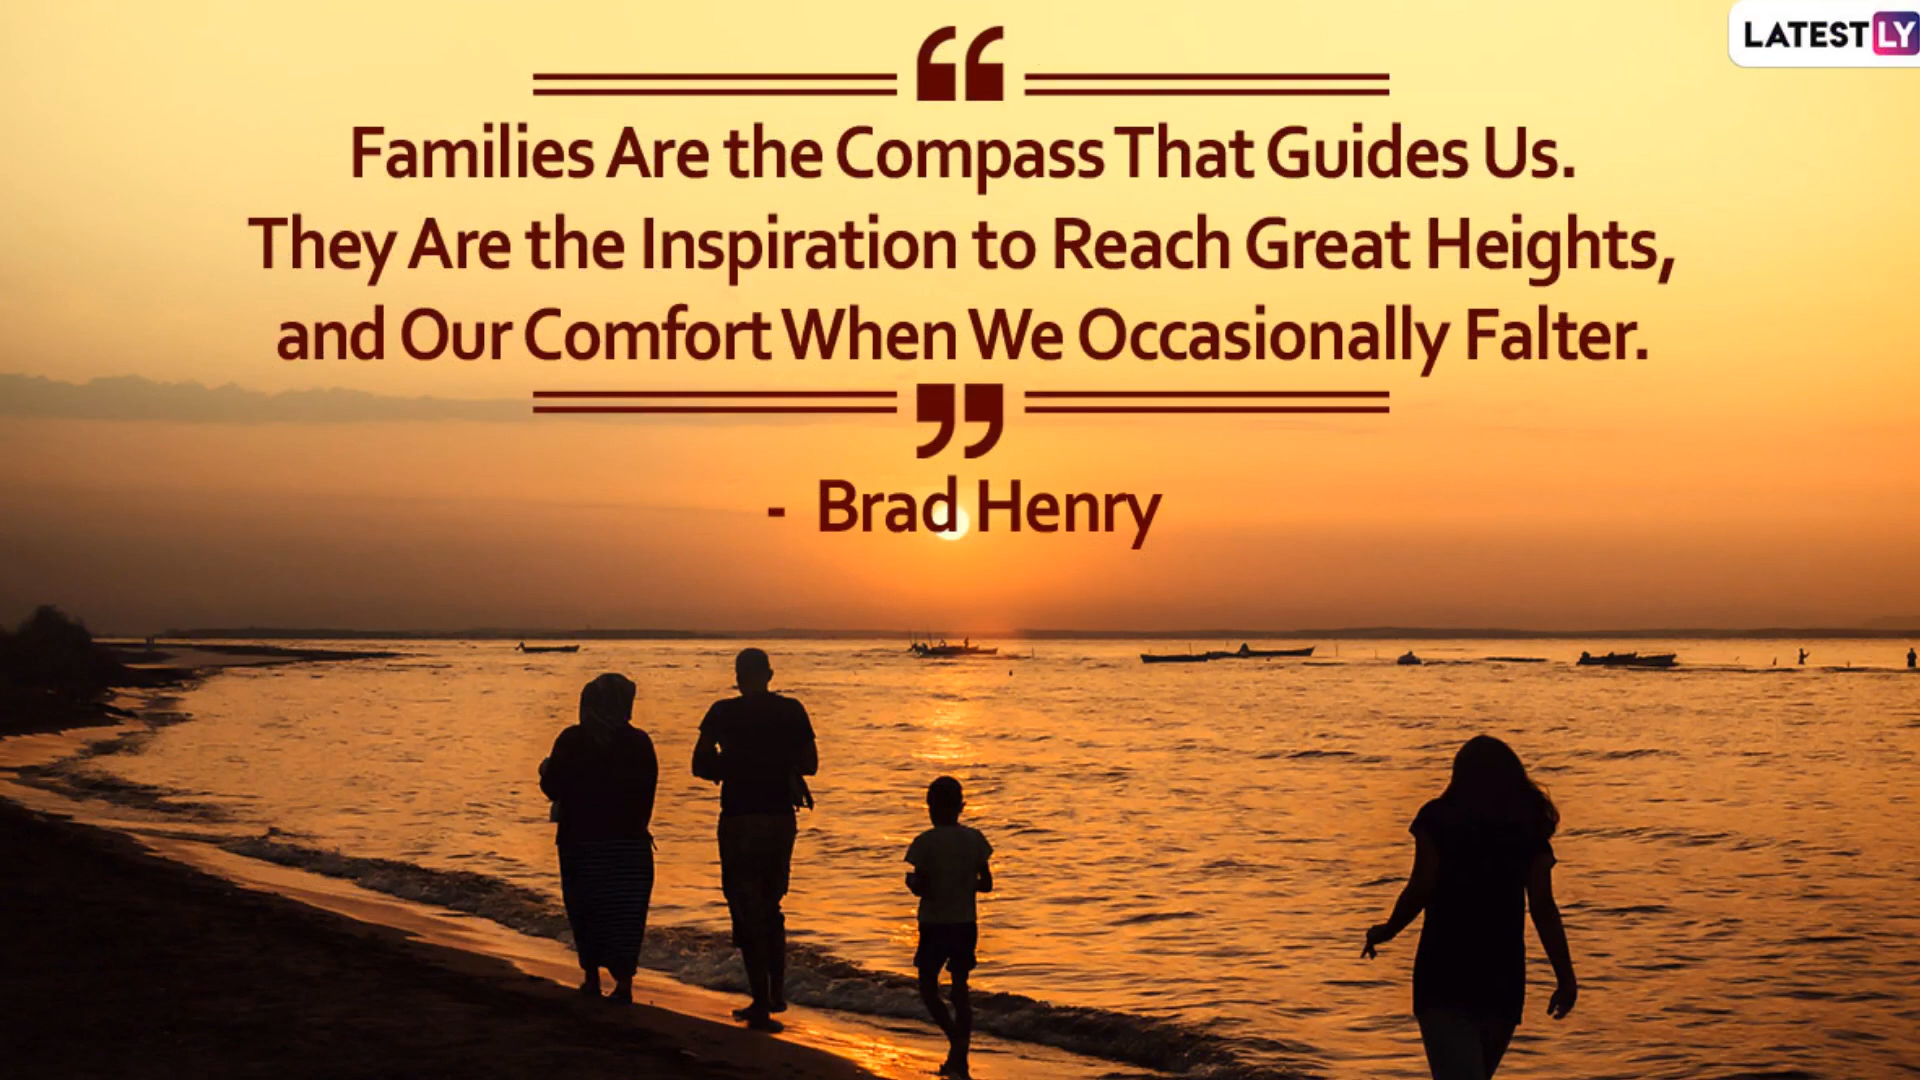 LATESTLY
“
Families Are the Compass That Guides Us.
They Are the Inspiration to Reach Great Heights,
and Our Comfort When We Occasionally Falter.
”
- Brad Henry